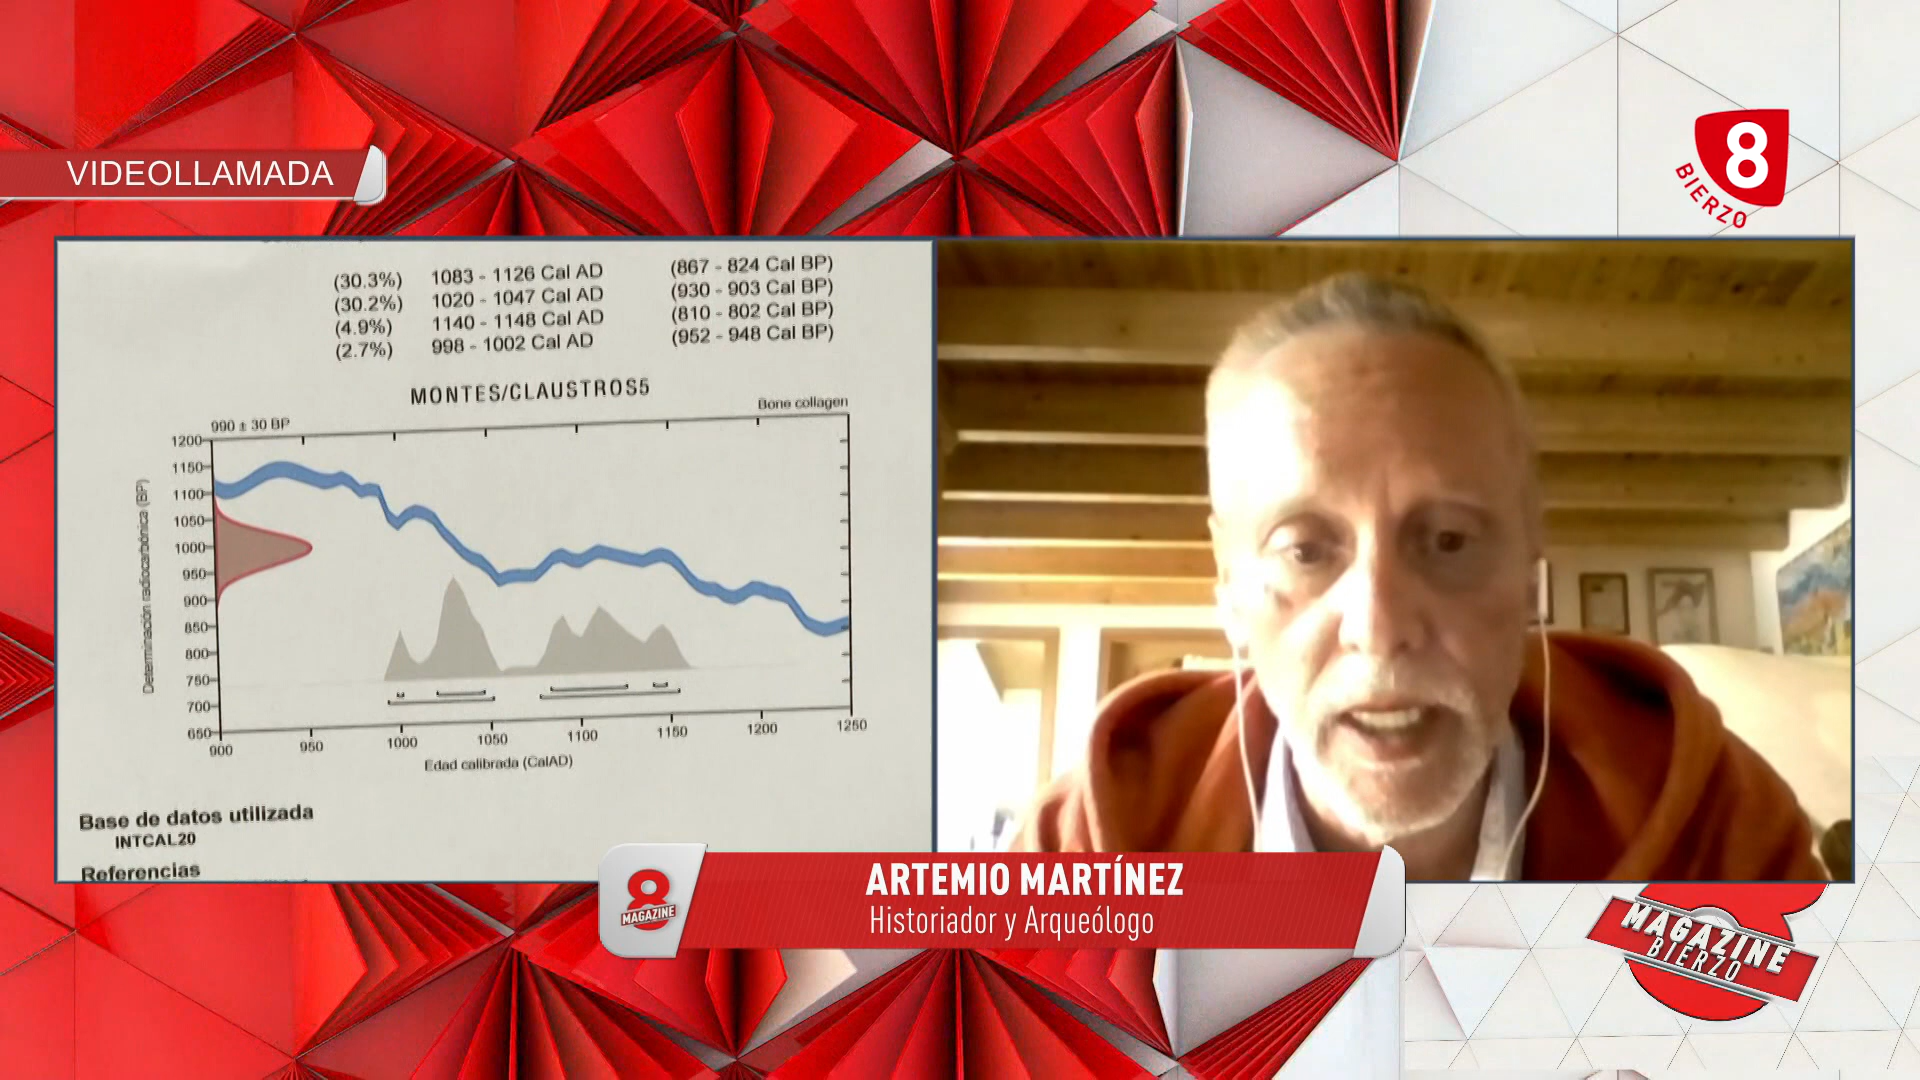 VIDEOLLAMADA
8
BIERZO
(30.3%) 1083 - 1126 Cal AD (867 - 824 Cal BP)
(30.2%) 1020 - 1047 Cal AD (930 - 903 Cal BP)
(4.9%) 1140 - 1148 Cal AD (810 - 802 Cal BP)
(2.7%) 998 - 1002 Cal AD (952 - 948 Cal BP)
MONTES/CLAUSTROS5
990 ± 30 BP
Bone collagen
Determinación radiocarbónica (BP)
1200
1150
1100
1050
1000
950
900
850
800
750
700
650
900 950 1000 1050 1100 1150 1200 1250
Edad calibrada (CalAD)
Base de datos utilizada
INTCAL20
Referencias
8 MAGAZINE
ARTEMIO MARTÍNEZ
Historiador y Arqueólogo
MAGAZINE
BIERZO